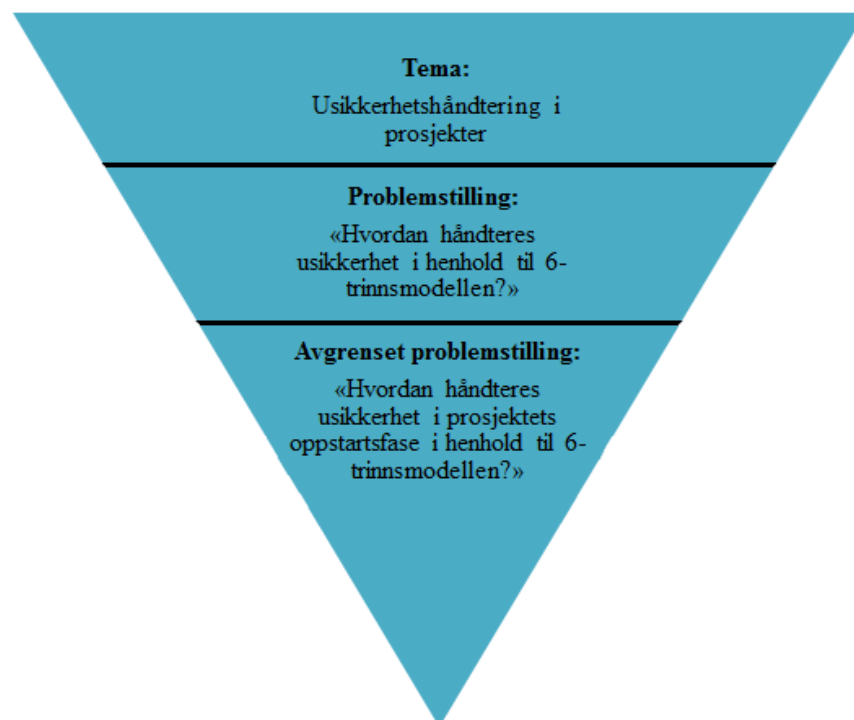 Tema:
Usikkerhetshåndtering i
prosjekter
Problemstilling:
«Hvordan håndteres
usikkerhet i henhold til 6-
trinnsmodellen?»
Avgrenset problemstilling:
«Hvordan håndteres
usikkerhet i prosjektets
oppstartsfase i henhold til 6-
trinnsmodellen?»